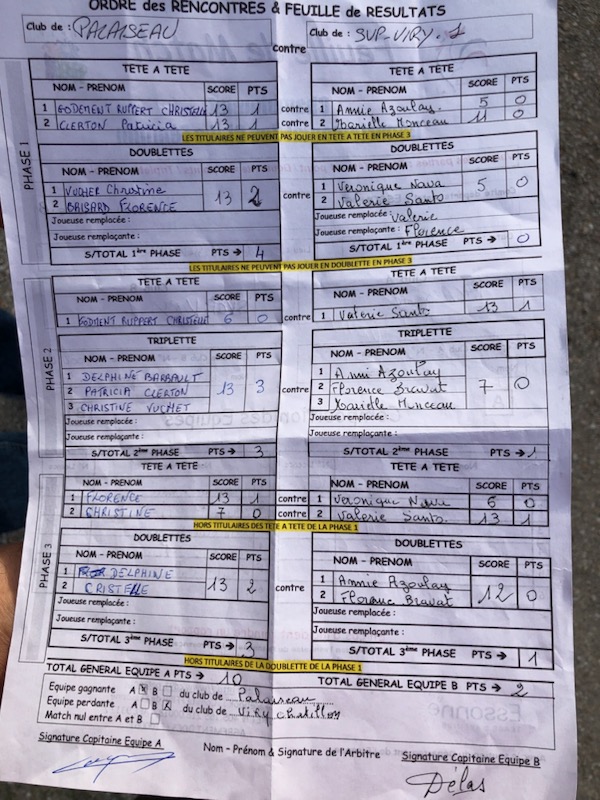 ORDRE des RENCONTRES & FEUILLE de RESULTATS
Club de : PALAISEAU
Club de : SUP-VIRY.1
contre
PHASE 1
TETE A TETE
TETE A TETE
NOM - PRENOM SCORE PTS
NOM - PRENOM SCORE PTS
1 GODEMENT RUPPERT CHRISTELLE 13 1 contre 1 Annie Azoulay. 5 0
2 CLERTON Patricia 13 1 contre 2 Marielle Monceau 11 0
LES TITULAIRES NE PEUVENT PAS JOUER EN TETE A TETE EN PHASE 3
DOUBLETTES
DOUBLETTES
NOM - PRENOM SCORE PTS
NOM - PRENOM SCORE PTS
1 VUCHET Christine
2 BRISARD FLORENCE
13 2 contre
1 Veronique Nava
2 Valerie Santo
5 0
Joueuse remplacée :
Joueuse remplaçante :
Joueuse remplacée : Valerie
Joueuse remplaçante : Florence
S/TOTAL 1ère PHASE PTS → 4
S/TOTAL 1ère PHASE PTS → 0
LES TITULAIRES NE PEUVENT PAS JOUER EN DOUBLETTE EN PHASE 3
PHASE 2
TETE A TETE
TETE A TETE
NOM - PRENOM SCORE PTS
NOM - PRENOM SCORE PTS
1 GODMENT RUPPERT CHRISTELLE 6 0 contre 1 Valerie Santo 13 1
TRIPLETTE
TRIPLETTE
NOM - PRENOM SCORE PTS
NOM - PRENOM SCORE PTS
1 DELPHINE BARBAULT
2 PATRICIA CLERTON
3 CHRISTINE VUCHET
13 3 contre
1 Anni Azoulay
2 Florence Bravat
3 Marielle Monceau
7 0
Joueuse remplacée :
Joueuse remplaçante :
Joueuse remplacée :
Joueuse remplaçante :
S/TOTAL 2ème PHASE PTS → 3
S/TOTAL 2ème PHASE PTS → 1
PHASE 3
TETE A TETE
TETE A TETE
NOM - PRENOM SCORE PTS
NOM - PRENOM SCORE PTS
1 FLORENCE 13 1 contre 1 Veronique Nava 6 0
2 CHRISTINE 7 0 contre 2 Valerie Santo. 13 1
HORS TITULAIRES DES TETE A TETE DE LA PHASE 1
DOUBLETTES
DOUBLETTES
NOM - PRENOM SCORE PTS
NOM - PRENOM SCORE PTS
1 DELPHINE
2 CRISTELLE
13 2 contre
1 Annie Azoulay
2 Florence Bravat
12 0
Joueuse remplacée :
Joueuse remplaçante :
Joueuse remplacée :
Joueuse remplaçante :
S/TOTAL 3ème PHASE PTS → 3
S/TOTAL 3ème PHASE PTS → 1
HORS TITULAIRES DE LA DOUBLETTE DE LA PHASE 1
TOTAL GENERAL EQUIPE A PTS → 10
TOTAL GENERAL EQUIPE B PTS → 2
Equipe gagnante A X B du club de Palaiseau
Equipe perdante A B X du club de Viry chatillon
Match nul entre A et B
Signature Capitaine Equipe A
Nom - Prénom & Signature de l'Arbitre
Signature Capitaine Equipe B
Délas
Essonne